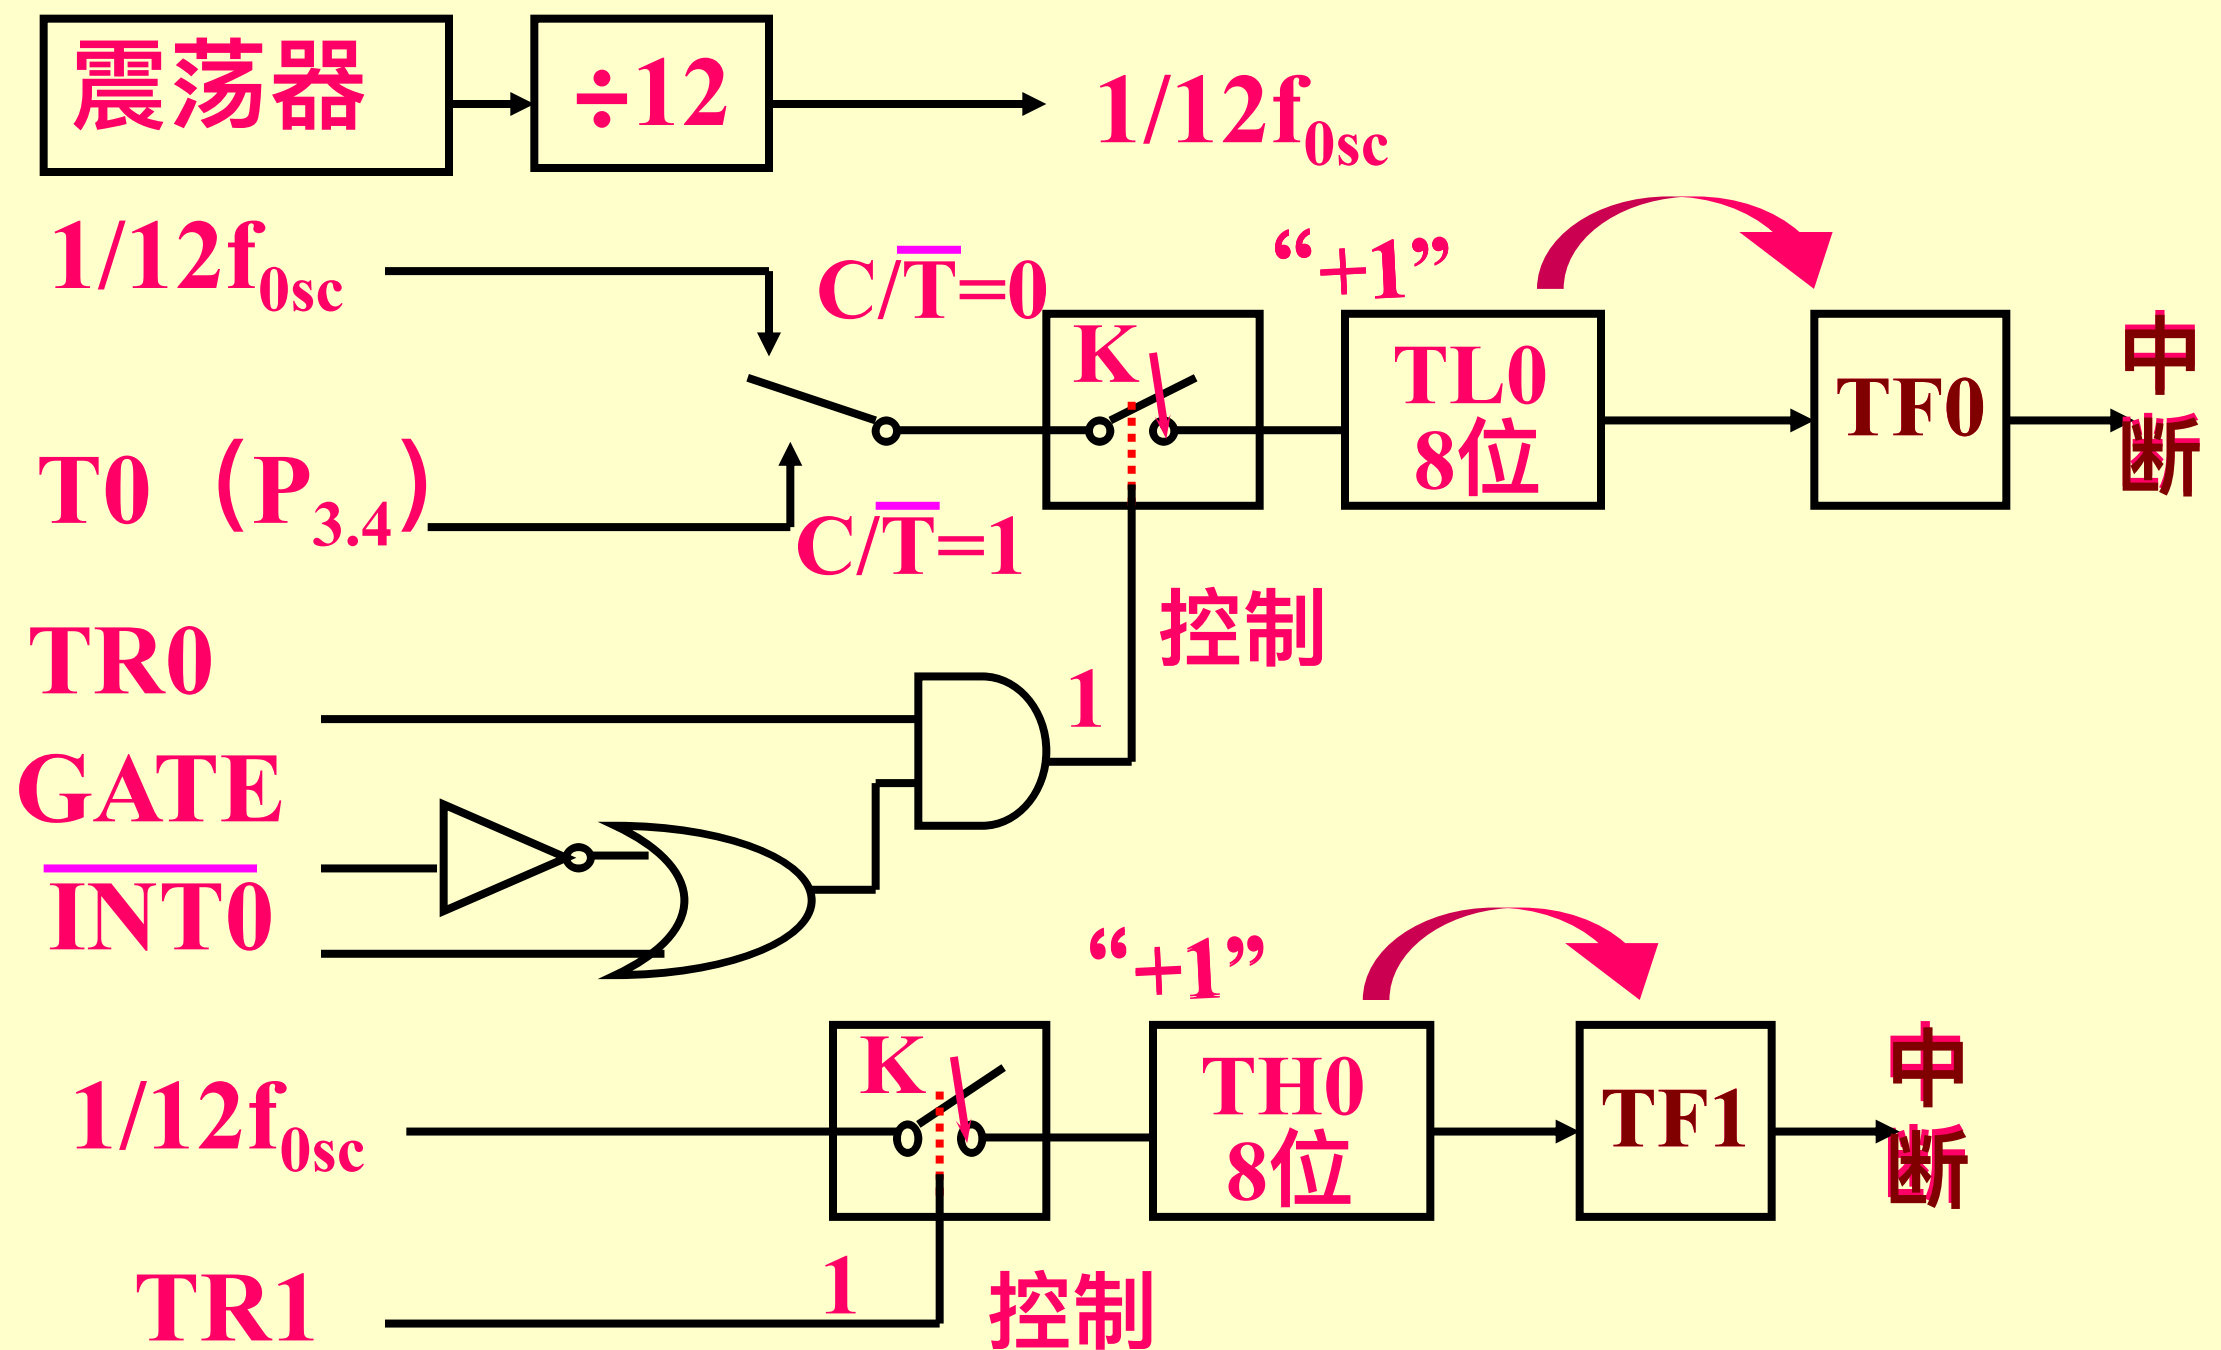 震荡器
÷12
1/12f0sc
1/12f0sc
C/T=0
“+1”
K
TL0
8位
TF0
中断
T0（P3.4）
C/T=1
控制
TR0
1
GATE
INT0
“+1”
K
TH0
8位
TF1
中断
1/12f0sc
1
控制
TR1